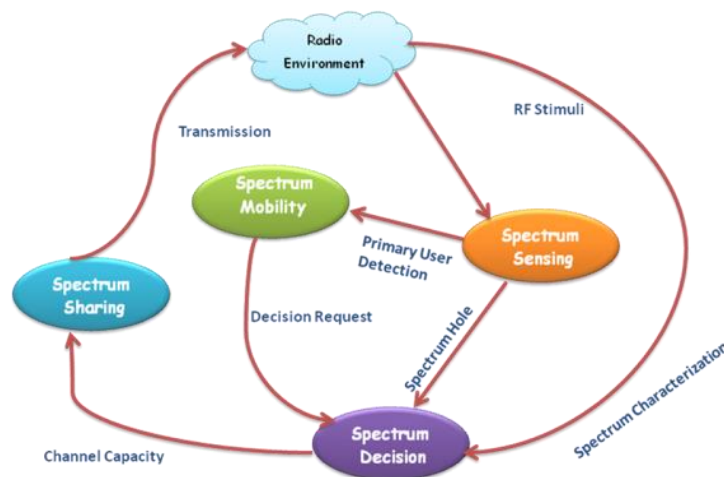 Radio
Environment
RF Stimuli
Transmission
Spectrum
Mobility
Primary User
Detection
Spectrum
Sensing
Spectrum
Sharing
Decision Request
Spectrum Hole
Spectrum Characterization
Spectrum
Decision
Channel Capacity